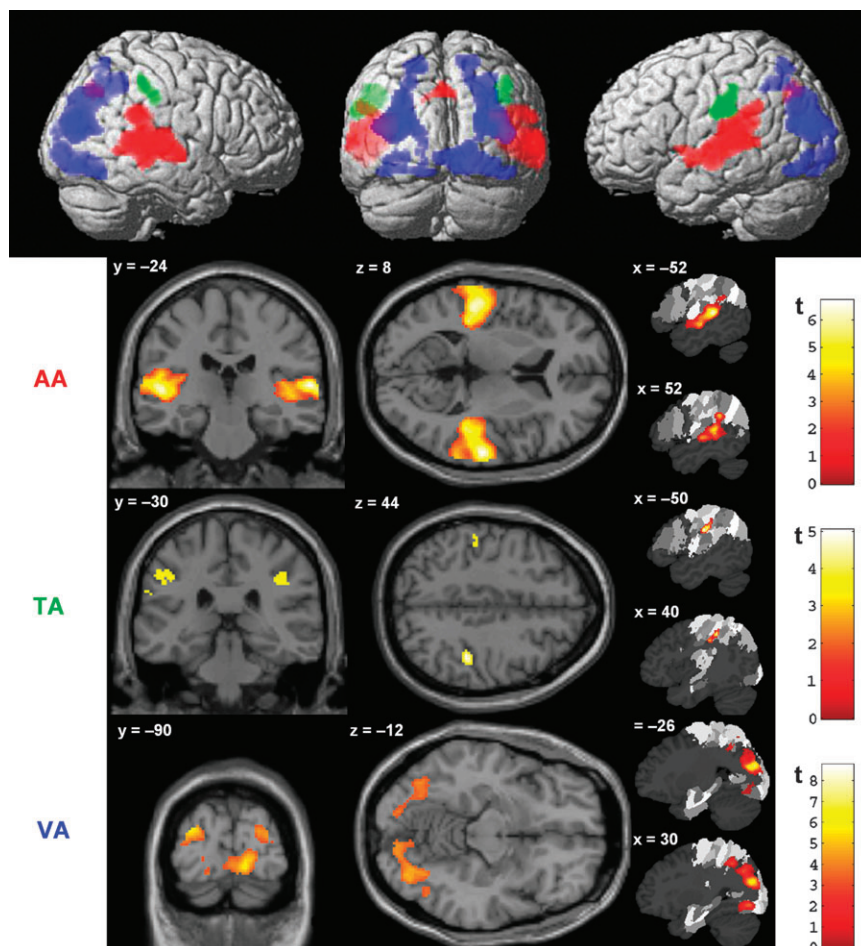 y = –24
z = 8
x = –52
t
6
5
4
3
2
1
0
AA
x = 52
y = –30
z = 44
x = –50
t
5
4
3
2
1
0
TA
x = 40
y = –90
z = –12
= –26
t
8
7
6
5
4
3
2
1
0
VA
x = 30